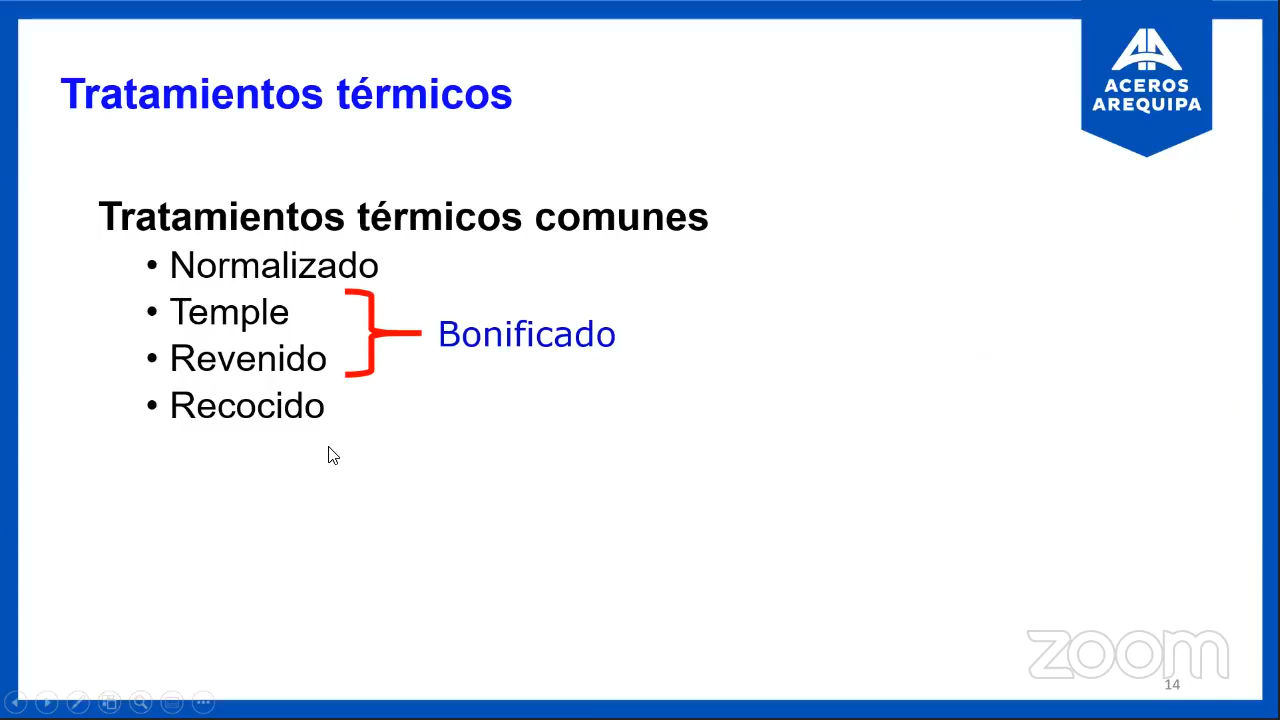 Tratamientos térmicos
ACEROS
AREQUIPA
Tratamientos térmicos comunes
• Normalizado
• Temple
• Revenido
Bonificado
• Recocido
zoom
14